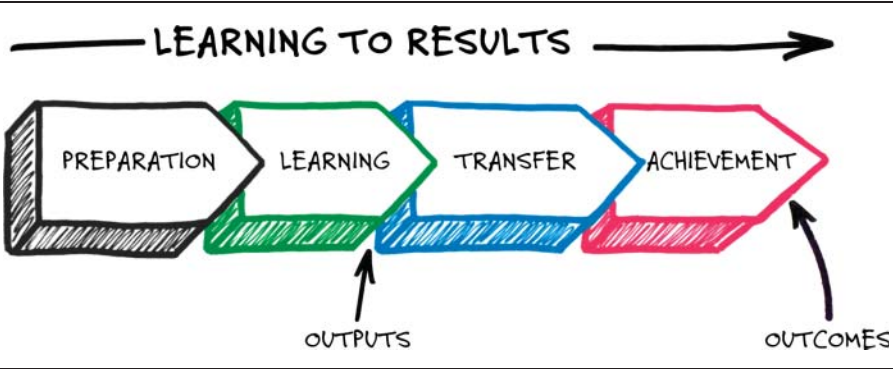 LEARNING TO RESULTS
PREPARATION LEARNING TRANSFER ACHIEVEMENT
OUTPUTS OUTCOMES